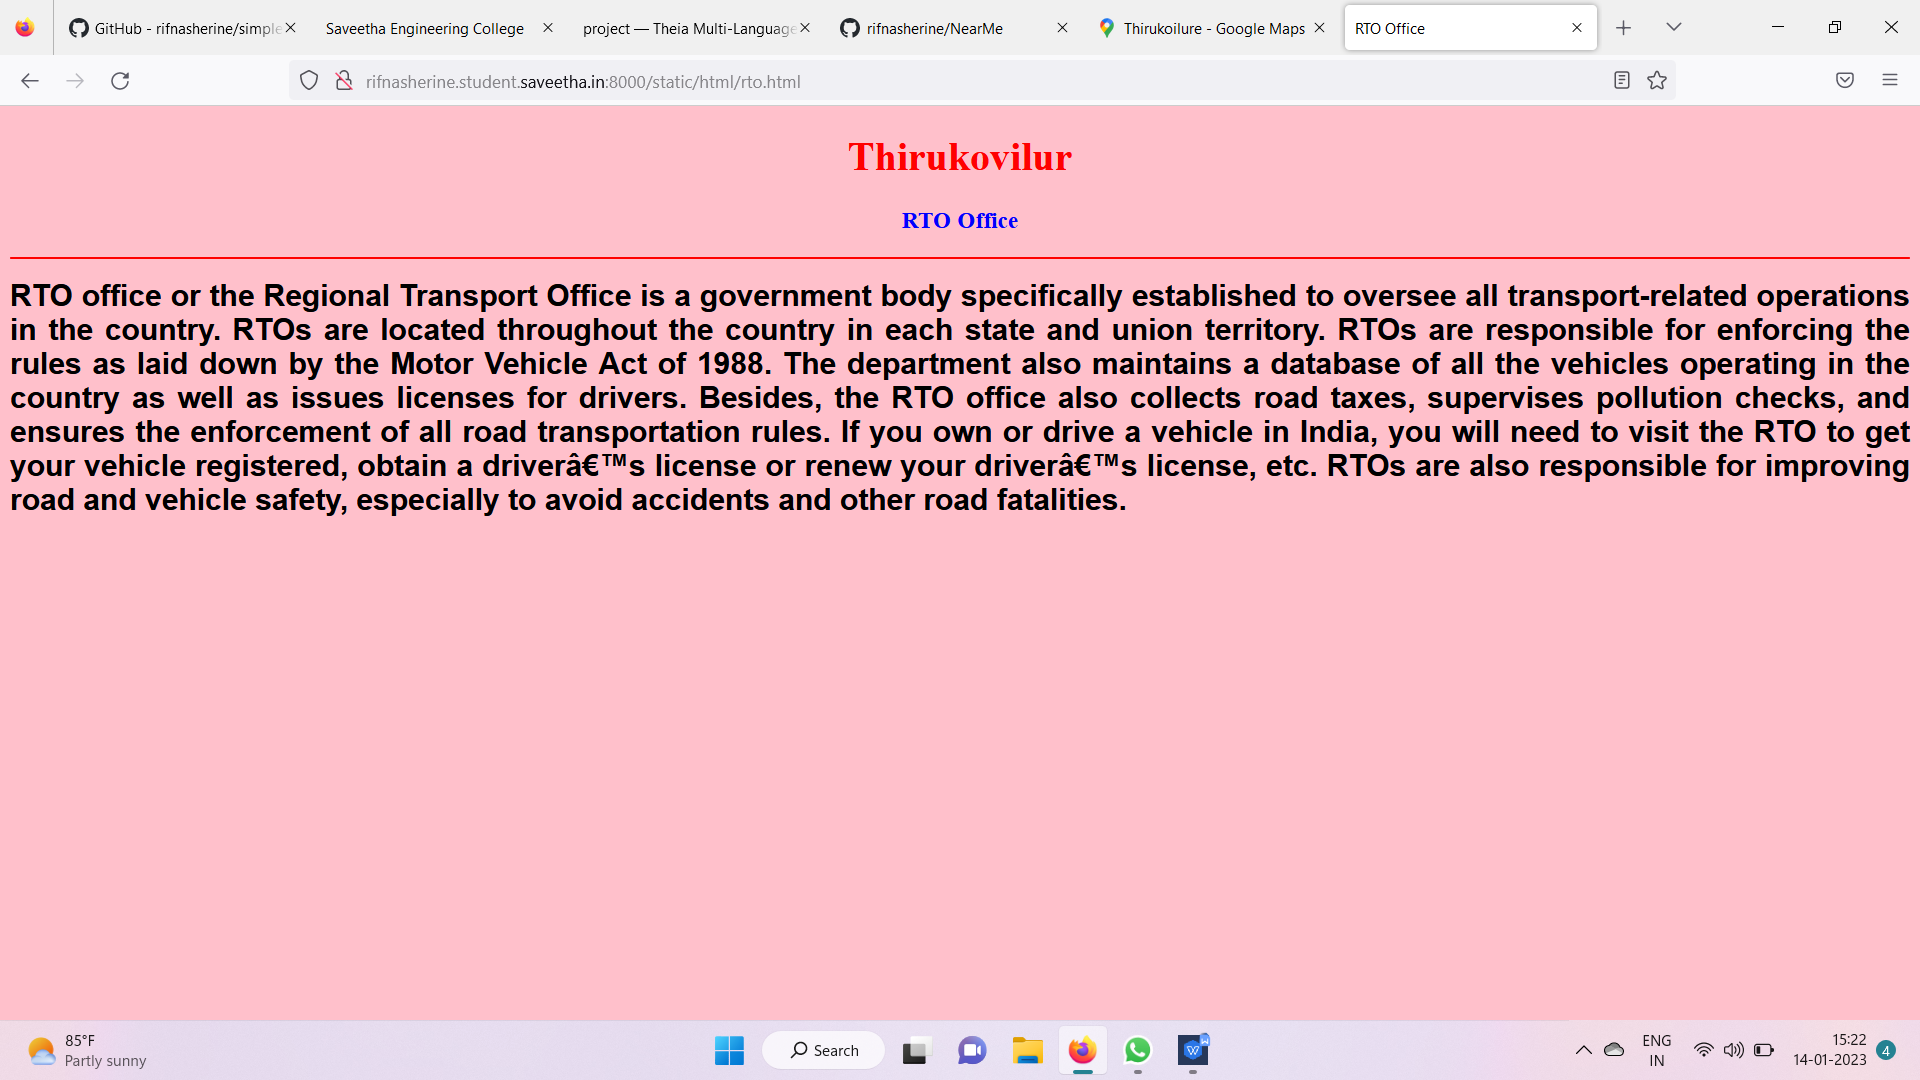 GitHub - rifnasherine/simple
Saveetha Engineering College
project — Theia Multi-Language
rifnasherine/NearMe
Thirukoilure - Google Maps
RTO Office
rifnasherine.student.saveetha.in:8000/static/html/rto.html
Thirukovilur
RTO Office
RTO office or the Regional Transport Office is a government body specifically established to oversee all transport-related operations
in the country. RTOs are located throughout the country in each state and union territory. RTOs are responsible for enforcing the
rules as laid down by the Motor Vehicle Act of 1988. The department also maintains a database of all the vehicles operating in the
country as well as issues licenses for drivers. Besides, the RTO office also collects road taxes, supervises pollution checks, and
ensures the enforcement of all road transportation rules. If you own or drive a vehicle in India, you will need to visit the RTO to get
your vehicle registered, obtain a driverâ€™s license or renew your driverâ€™s license, etc. RTOs are also responsible for improving
road and vehicle safety, especially to avoid accidents and other road fatalities.
85°F
Partly sunny
Search
W
ENG
IN
15:22
14-01-2023
4